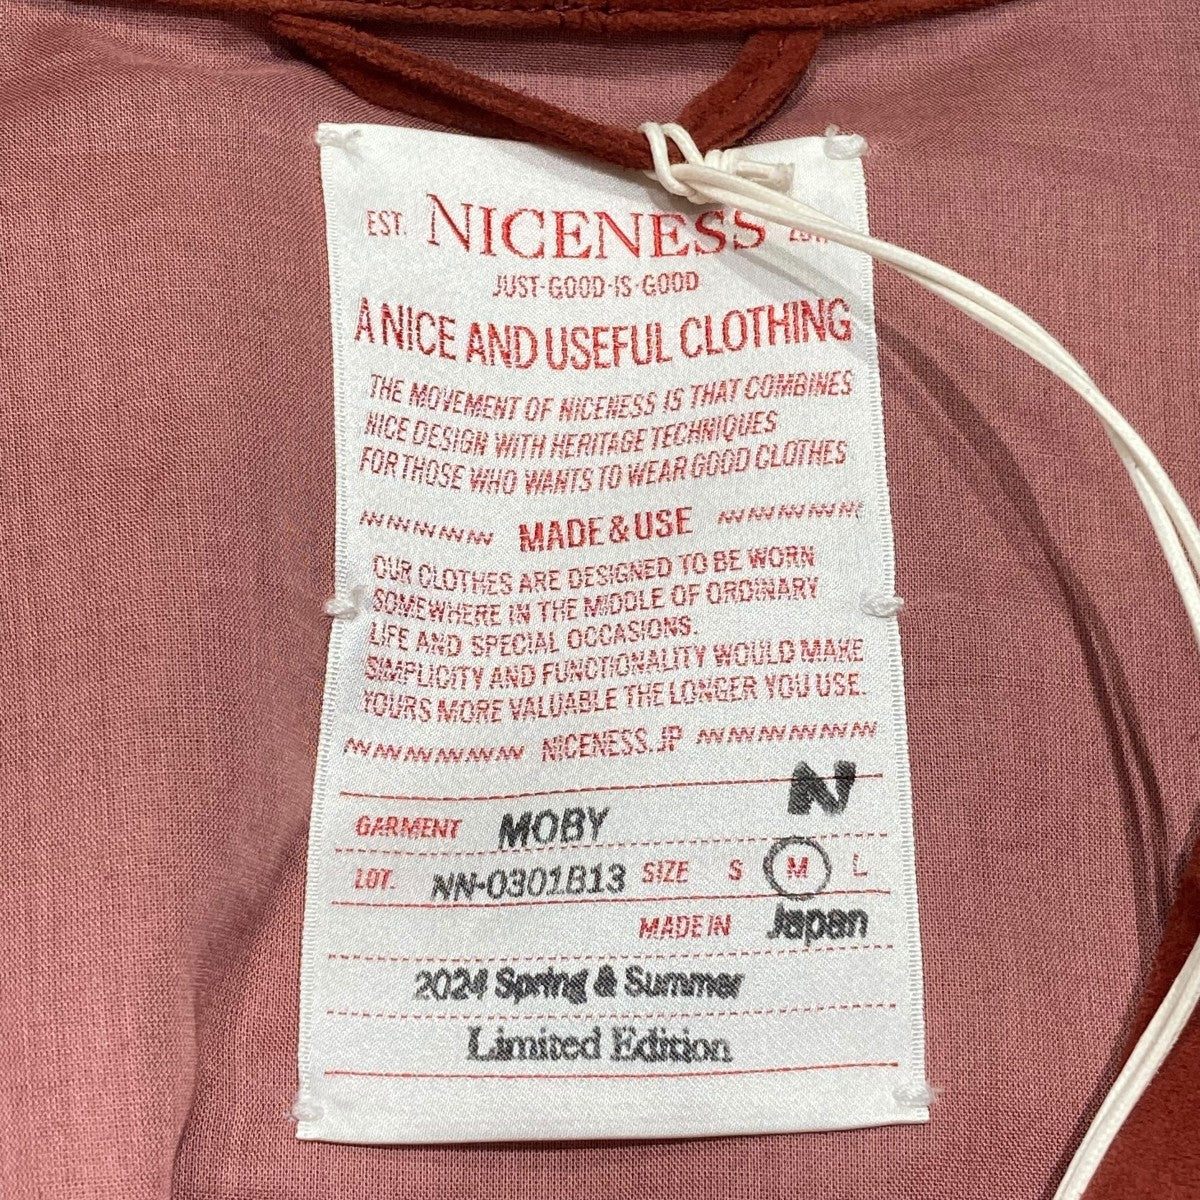 EST. NICENESS
JUST·GOOD·IS·GOOD
A NICE AND USEFUL CLOTHING
THE MOVEMENT OF NICENESS IS THAT COMBINES
NICE DESIGN WITH HERITAGE TECHNIQUES
FOR THOSE WHO WANTS TO WEAR GOOD CLOTHES
MADE & USE
OUR CLOTHES ARE DESIGNED TO BE WORN
SOMEWHERE IN THE MIDDLE OF ORDINARY
LIFE AND SPECIAL OCCASIONS.
SIMPLICITY AND FUNCTIONALITY WOULD MAKE
YOURS MORE VALUABLE THE LONGER YOU USE.
NICENESS.JP
N
GARMENT MOBY
LOT. NN-0301B13 SIZE S M L
MADE IN Japan
2024 Spring & Summer
Limited Edition